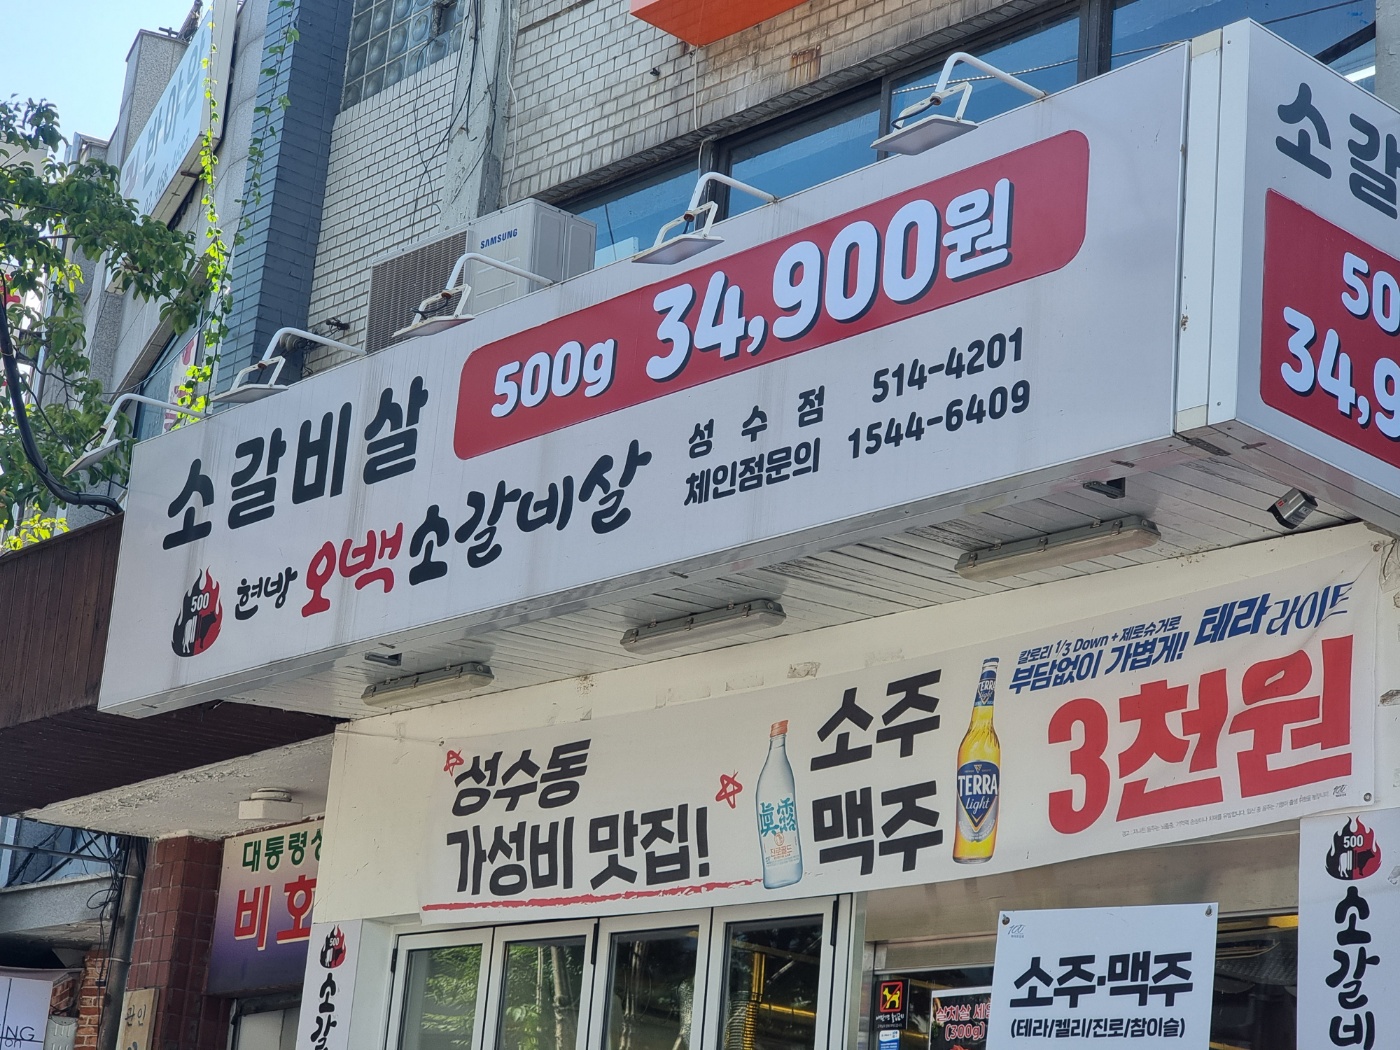 SAMSUNG
소갈비살
500g 34,900원
500
현방 오백 소갈비살
성수점 514-4201
체인점문의 1544-6409
소갈
34,9
칼로리 1/3 Down + 제로슈거로
부담없이 가볍게!
테라 라이트
성수동
가성비 맛집!
眞露
소주
맥주
TERRA
light
3천원
대통령
500
소갈
소주·맥주
(테라/켈리/진로/참이슬)
(300g)
500
소갈비